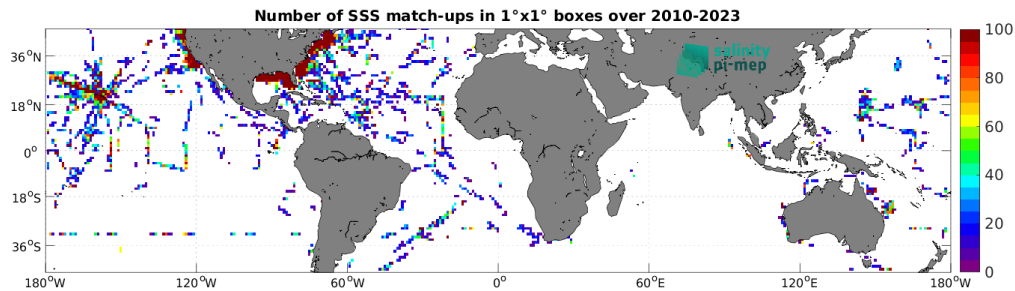 Number of SSS match-ups in 1°x1° boxes over 2010-2023
salinity
pi-mep
36°N
18°N
0°
18°S
36°S
180°W
120°W
60°W
0°
60°E
120°E
180°W
100
80
60
40
20
0